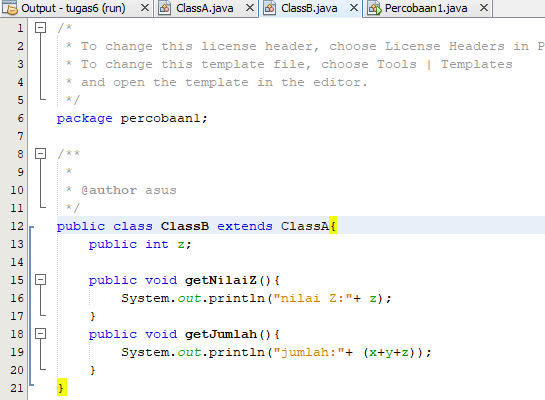 Output - tugas6 (run) ClassA.java ClassB.java Percobaan1.java
1 /*
2 * To change this license header, choose License Headers in P
3 * To change this template file, choose Tools | Templates
4 * and open the template in the editor.
5 */
6 package percobaan1;
7
8 /**
9 *
10 * @author asus
11 */
12 public class ClassB extends ClassA{
13 public int z;
14
15 public void getNilaiZ(){
16 System.out.println("nilai Z:"+ z);
17 }
18 public void getJumlah(){
19 System.out.println("jumlah:"+ (x+y+z));
20 }
21 }